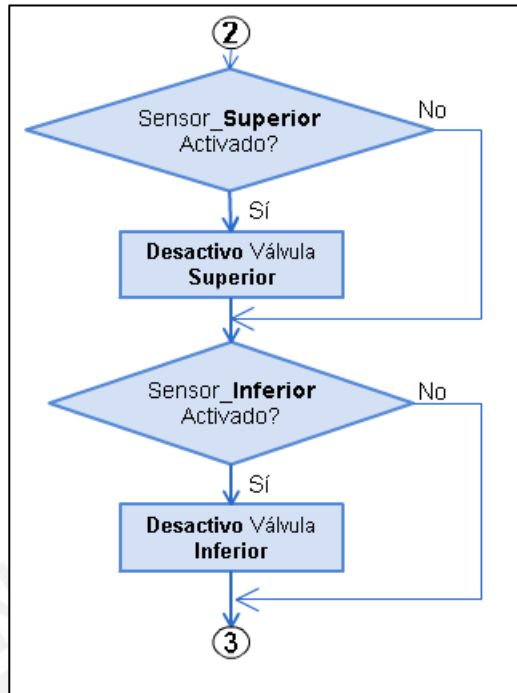 2
Sensor_Superior
Activado?
No
Sí
Desactivo Válvula
Superior
Sensor_Inferior
Activado?
No
Sí
Desactivo Válvula
Inferior
3